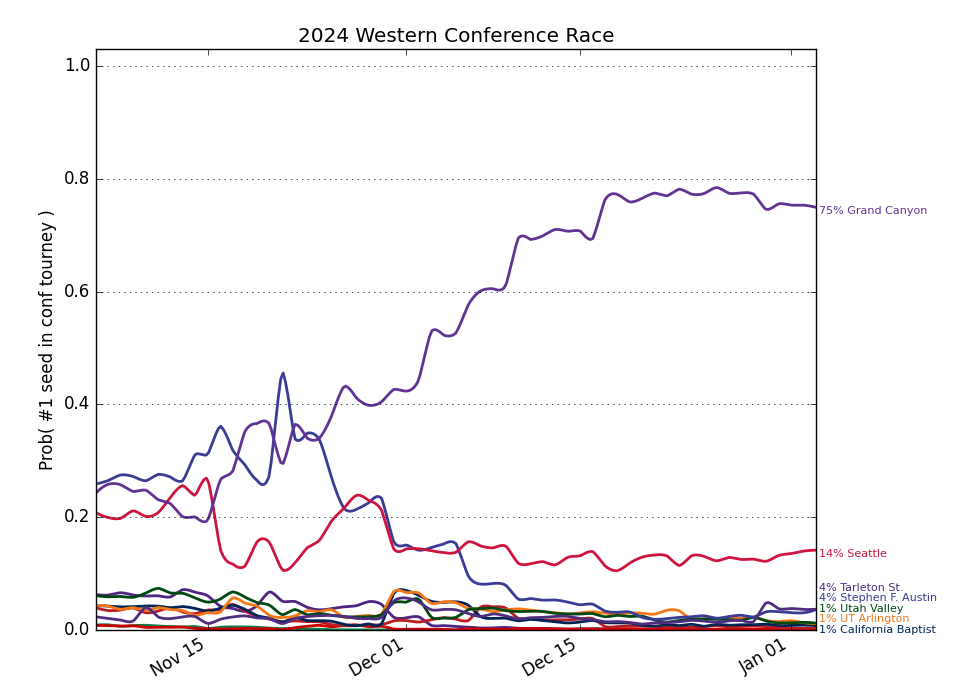 2024 Western Conference Race
Prob( #1 seed in conf tourney )
1.0
0.8
0.6
0.4
0.2
0.0
Nov 15
Dec 01
Dec 15
Jan 01
75% Grand Canyon
14% Seattle
4% Tarleton St.
4% Stephen F. Austin
1% Utah Valley
1% UT Arlington
1% California Baptist